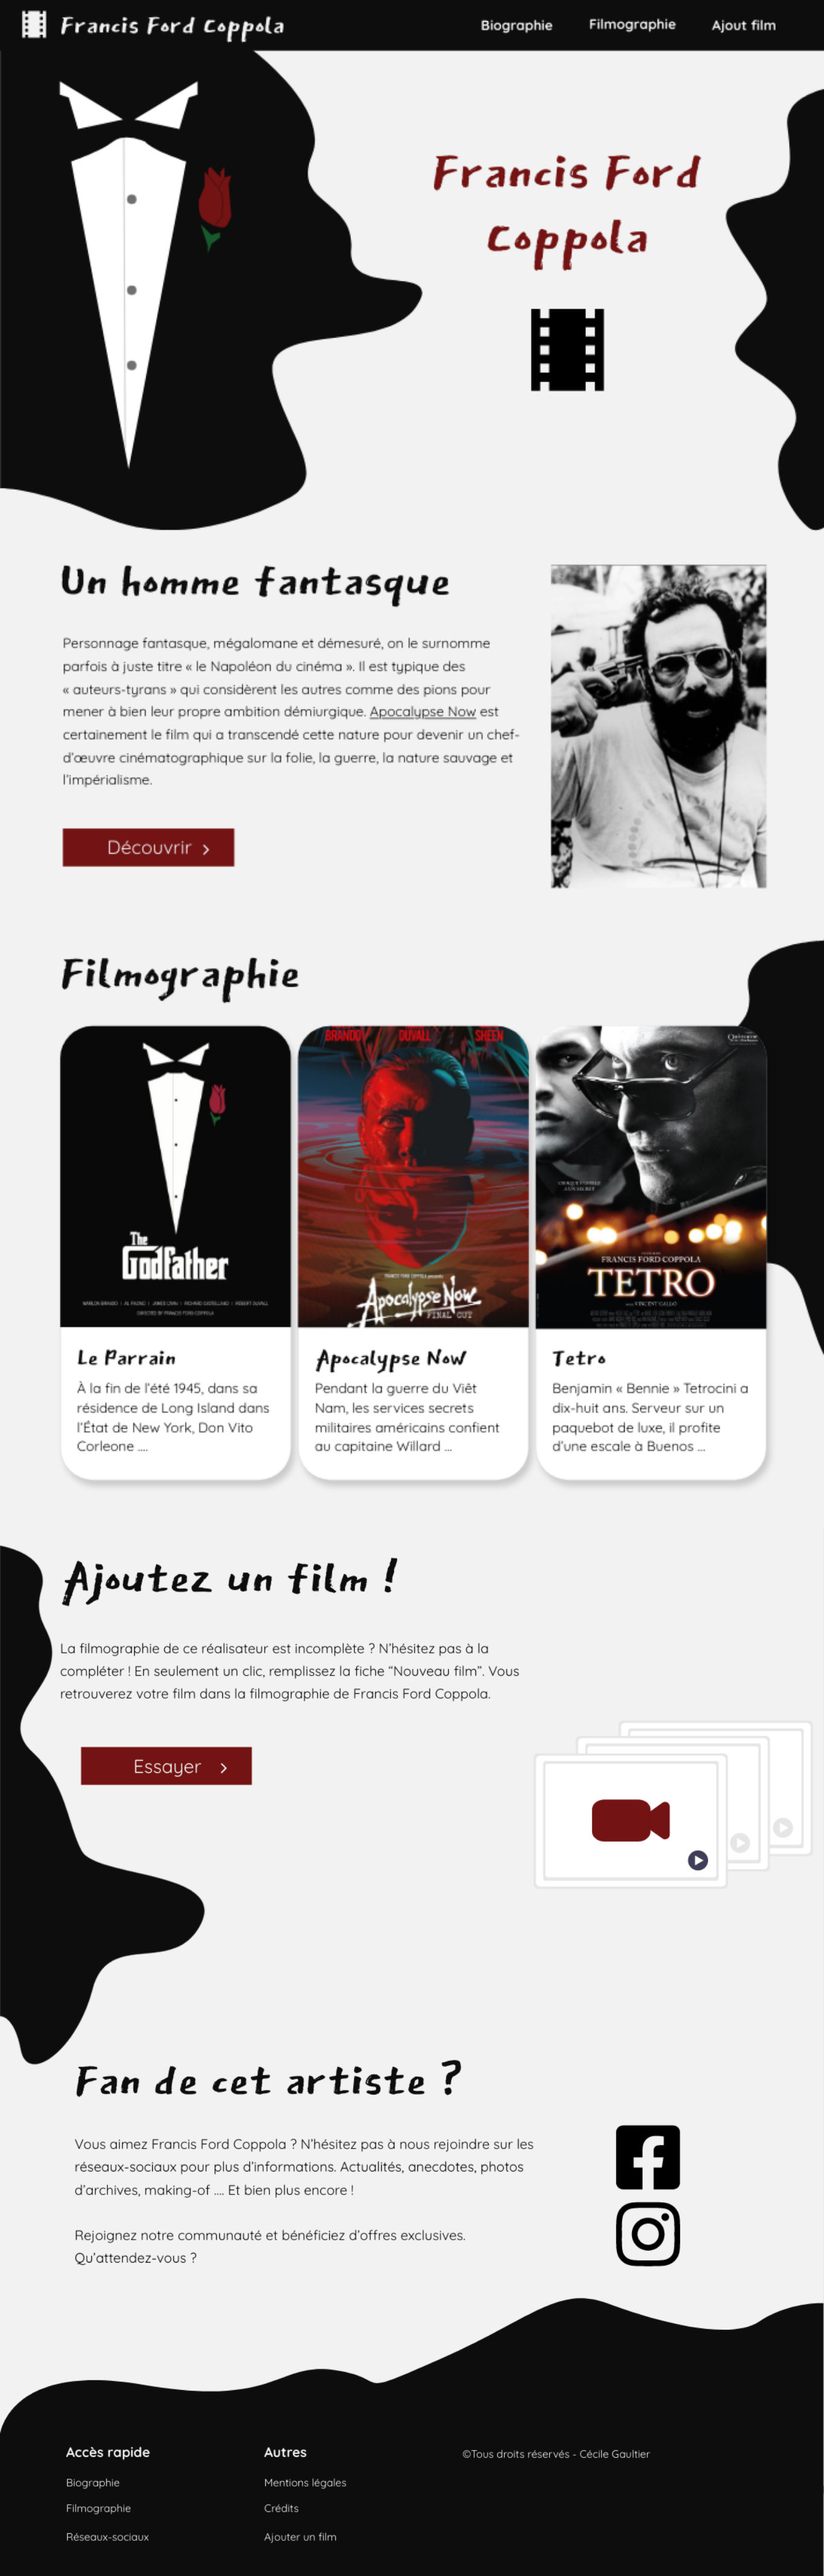 Francis Ford Coppola
Biographie
Filmographie
Ajout film
Francis Ford
Coppola
Un homme fantasque
Personnage fantasque, mégalomane et démesuré, on le surnomme
parfois à juste titre « le Napoléon du cinéma ». Il est typique des
« auteurs-tyrans » qui considèrent les autres comme des pions pour
mener à bien leur propre ambition démiurgique. Apocalypse Now est
certainement le film qui a transcendé cette nature pour devenir un chef-
d'œuvre cinématographique sur la folie, la guerre, la nature sauvage et
l'impérialisme.
Découvrir
Filmographie
The
Godfather
Le Parrain
À la fin de l'été 1945, dans sa
résidence de Long Island dans
l'État de New York, Don Vito
Corleone ....
BRANDO DUVALL SHEEN
Apocalypse Now
FINAL CUT
Apocalypse Now
Pendant la guerre du Viêt
Nam, les services secrets
militaires américains confient
au capitaine Willard ...
FRANCIS FORD COPPOLA
TETRO
VINCENT GALLO
Tetro
Benjamin « Bennie » Tetrocini a
dix-huit ans. Serveur sur un
paquebot de luxe, il profite
d'une escale à Buenos ...
Ajoutez un film !
La filmographie de ce réalisateur est incomplète ? N'hésitez pas à la
compléter ! En seulement un clic, remplissez la fiche "Nouveau film". Vous
retrouverez votre film dans la filmographie de Francis Ford Coppola.
Essayer
Fan de cet artiste ?
Vous aimez Francis Ford Coppola ? N'hésitez pas à nous rejoindre sur les
réseaux-sociaux pour plus d'informations. Actualités, anecdotes, photos
d'archives, making-of .... Et bien plus encore !
Rejoignez notre communauté et bénéficiez d'offres exclusives.
Qu'attendez-vous ?
Accès rapide
Biographie
Filmographie
Réseaux-sociaux
Autres
Mentions légales
Crédits
Ajouter un film
©Tous droits réservés - Cécile Gaultier